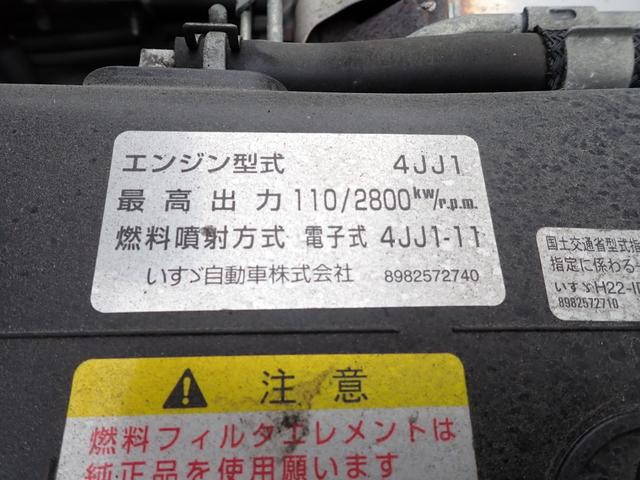 エンジン型式 4JJ1
最高出力 110/2800kw/r.p.m.
燃料噴射方式 電子式 4JJ1-11
いすゞ自動車株式会社 8982572740
国土交通省型式指
指定に係わる
いすゞH22-I
8982572710
注意
燃料フィルタエレメントは
純正品を使用願います